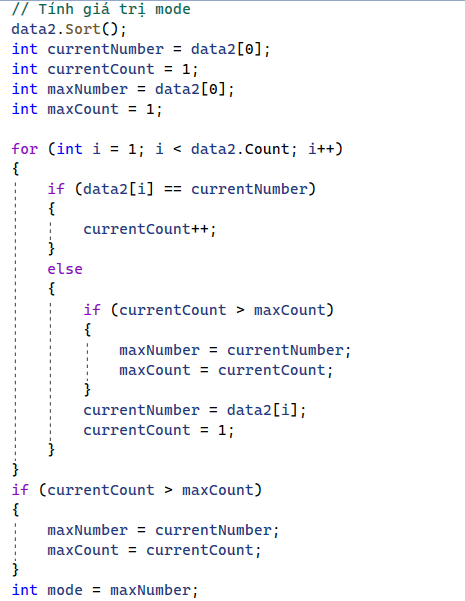 // Tính giá trị mode
data2.Sort();
int currentNumber = data2[0];
int currentCount = 1;
int maxNumber = data2[0];
int maxCount = 1;

for (int i = 1; i < data2.Count; i++)
{
    if (data2[i] == currentNumber)
    {
        currentCount++;
    }
    else
    {
        if (currentCount > maxCount)
        {
            maxNumber = currentNumber;
            maxCount = currentCount;
        }
        currentNumber = data2[i];
        currentCount = 1;
    }
}
if (currentCount > maxCount)
{
    maxNumber = currentNumber;
    maxCount = currentCount;
}
int mode = maxNumber;